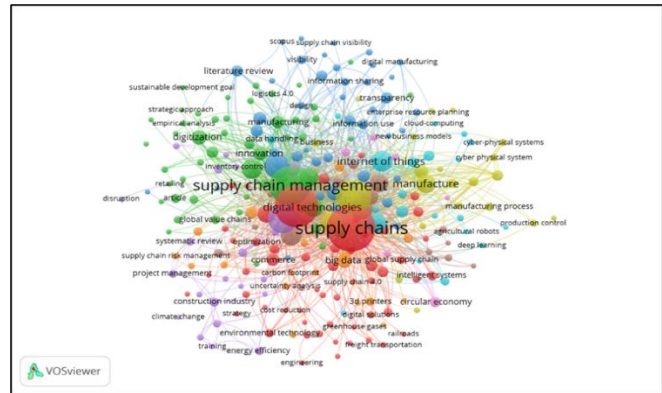 scopus supply chain visibility
visibility digital manufacturing
literature review
information sharing
sustainable development goal
logistics 4.0
transparency
design
strategic approach
enterprise resource planning
manufacturing
information use
cloud-computing
empirical analysis
digitization
data handling
business
new business models
cyber-physical systems
innovation
internet of things
cyber physical system
inventory control
supply chain management
manufacture
retailing
disruption
article
digital technologies
manufacturing process
global value chains
supply chains
production control
agricultural robots
systematic review
optimization
deep learning
supply chain risk management
commerce
big data
global supply chain
project management
carbon footprint
intelligent systems
uncertainty analysis
supply chain 4.0
construction industry
3d printers
circular economy
strategy
cost reduction
digital solutions
climate change
greenhouse gases
environmental technology
railroads
training
energy efficiency
freight transportation
engineering
VOSviewer